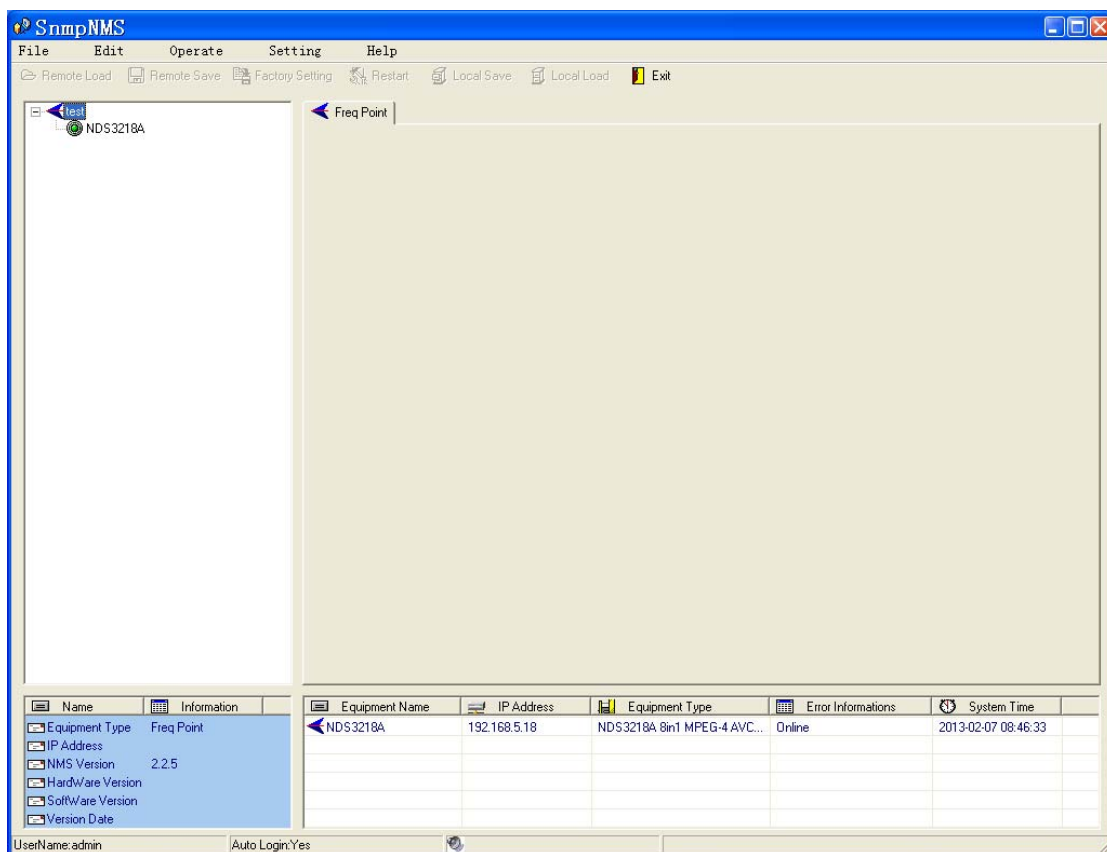 SnmpNMS
File Edit Operate Setting Help
Remote Load Remote Save Factory Setting Restart Local Save Local Load Exit
test
NDS3218A
Freq Point
Name Information
Equipment Type Freq Point
IP Address
NMS Version 2.2.5
HardWare Version
SoftWare Version
Version Date
Equipment Name IP Address Equipment Type Error Informations System Time
NDS3218A 192.168.5.18 NDS3218A 8in1 MPEG-4 AVC... Online 2013-02-07 08:46:33
UserName:admin Auto Login:Yes